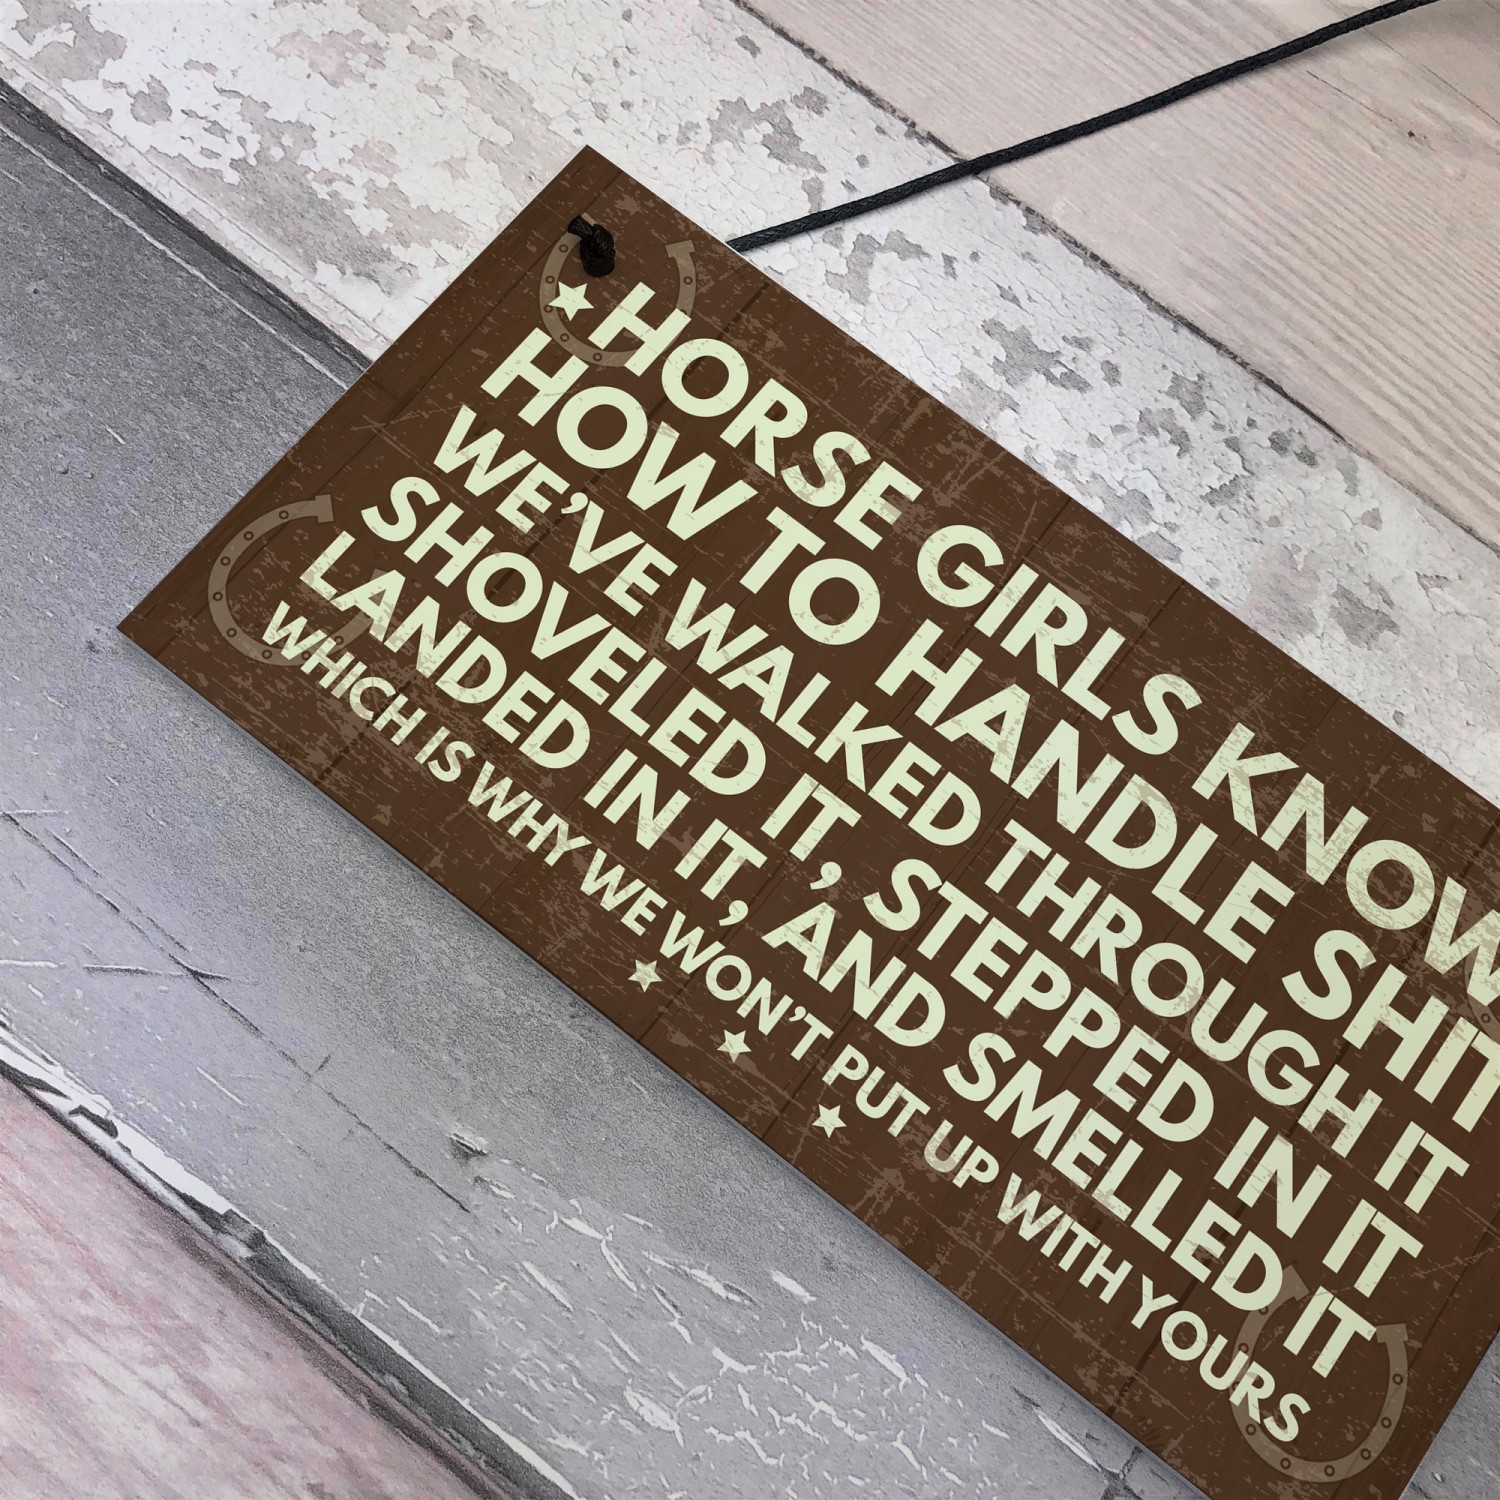 HORSE GIRLS KNOW
HOW TO HANDLE SHIT
WE'VE WALKED THROUGH IT
SHOVELED IT, STEPPED IN IT
LANDED IN IT, AND SMELLED IT
WHICH IS WHY WE WON'T PUT UP WITH YOURS